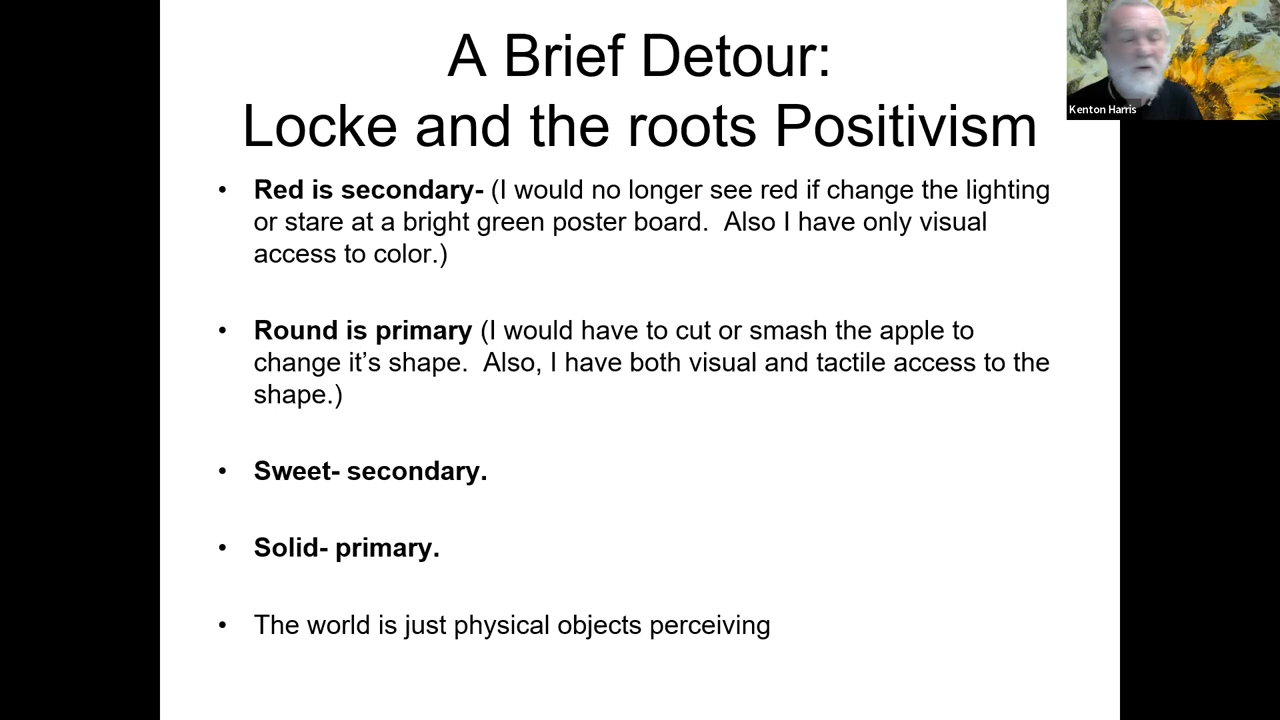 A Brief Detour:
Locke and the roots Positivism
Kenton Harris
• Red is secondary- (I would no longer see red if change the lighting
or stare at a bright green poster board.  Also I have only visual
access to color.)
• Round is primary (I would have to cut or smash the apple to
change it’s shape.  Also, I have both visual and tactile access to the
shape.)
• Sweet- secondary.
• Solid- primary.
• The world is just physical objects perceiving